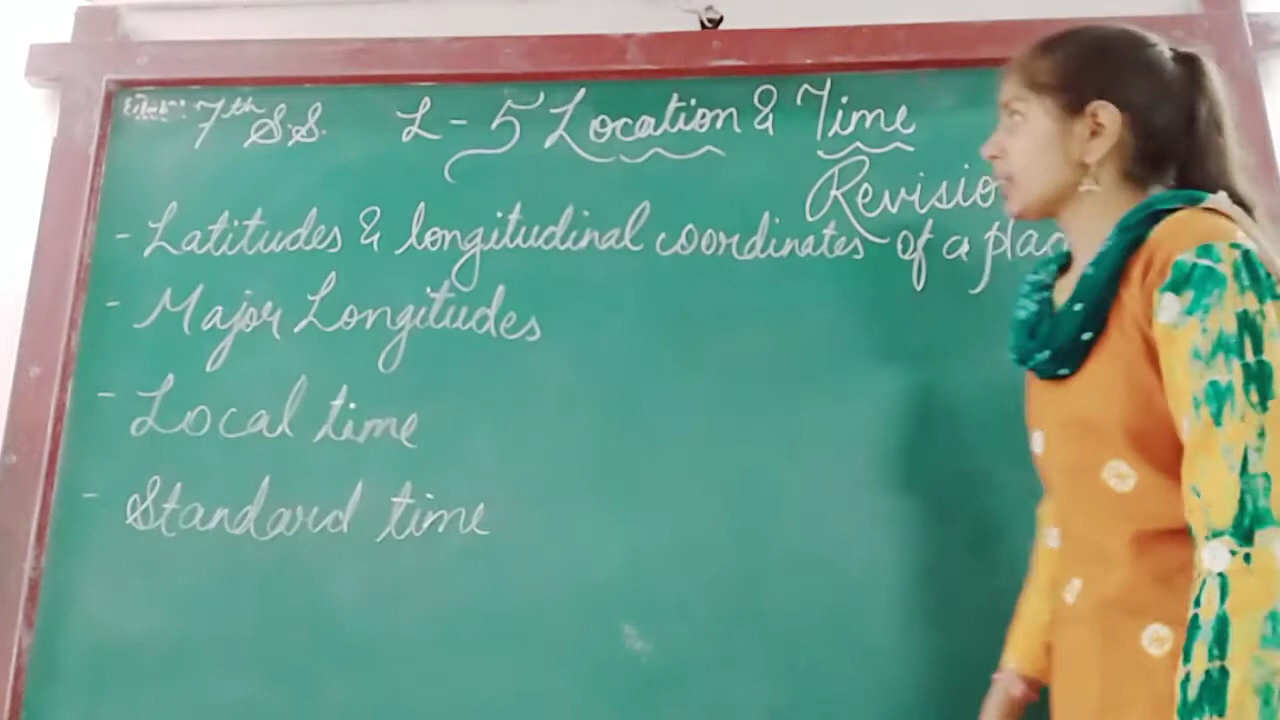 7th S.S. L - 5 Location & Time
Revisio
- Latitudes & longitudinal coordinates of a plac
- Major Longitudes
- Local time
- Standard time